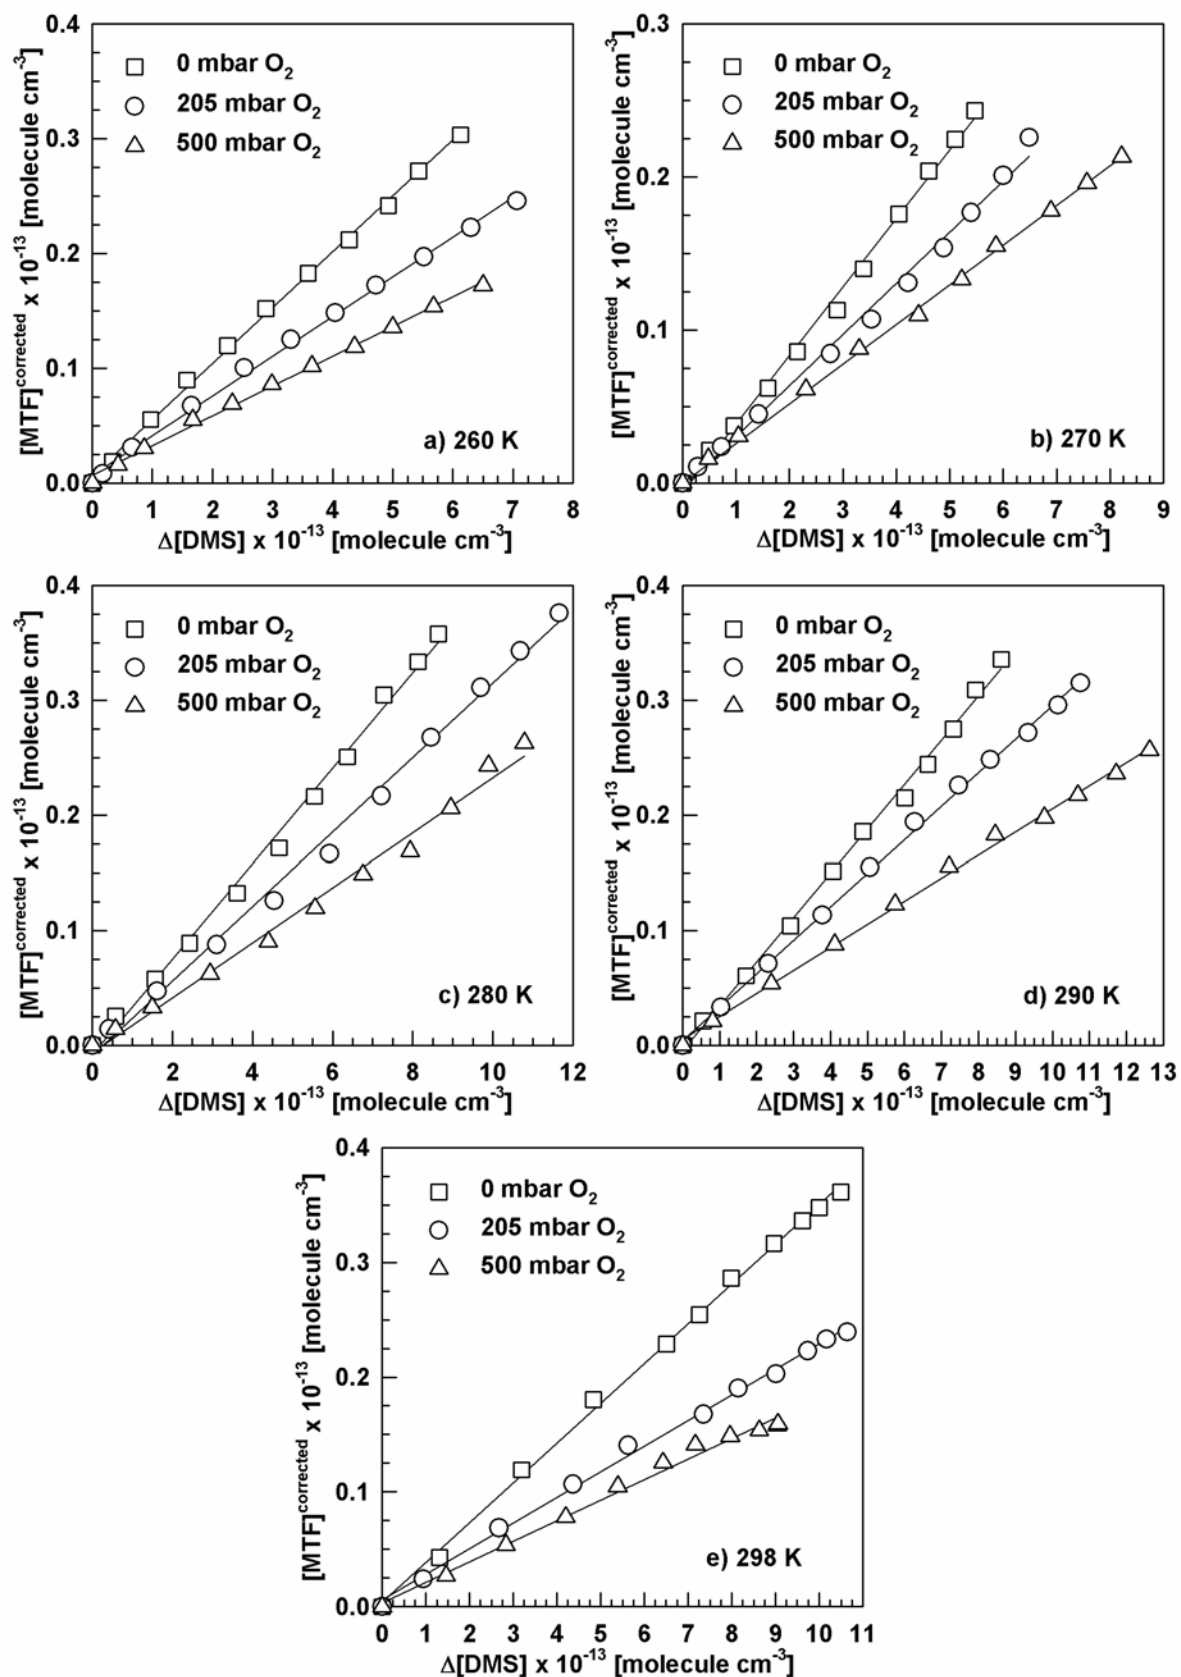 [MTF]^corrected x 10^-13 [molecule cm^-3]
0.4
0.3
0.2
0.1
0.0
0 mbar O₂
205 mbar O₂
500 mbar O₂
a) 260 K
0 1 2 3 4 5 6 7 8
Δ[DMS] x 10^-13 [molecule cm^-3]
[MTF]^corrected x 10^-13 [molecule cm^-3]
0.3
0.2
0.1
0.0
0 mbar O₂
205 mbar O₂
500 mbar O₂
b) 270 K
0 1 2 3 4 5 6 7 8 9
Δ[DMS] x 10^-13 [molecule cm^-3]
[MTF]^corrected x 10^-13 [molecule cm^-3]
0.4
0.3
0.2
0.1
0.0
0 mbar O₂
205 mbar O₂
500 mbar O₂
c) 280 K
0 2 4 6 8 10 12
Δ[DMS] x 10^-13 [molecule cm^-3]
[MTF]^corrected x 10^-13 [molecule cm^-3]
0.4
0.3
0.2
0.1
0.0
0 mbar O₂
205 mbar O₂
500 mbar O₂
d) 290 K
0 1 2 3 4 5 6 7 8 9 10 11 12 13
Δ[DMS] x 10^-13 [molecule cm^-3]
[MTF]^corrected x 10^-13 [molecule cm^-3]
0.4
0.3
0.2
0.1
0.0
0 mbar O₂
205 mbar O₂
500 mbar O₂
e) 298 K
0 1 2 3 4 5 6 7 8 9 10 11
Δ[DMS] x 10^-13 [molecule cm^-3]